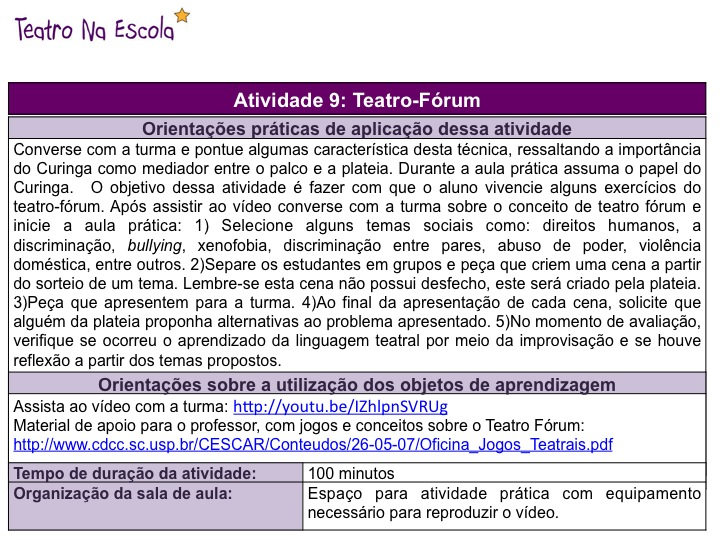 Teatro Na Escola
Atividade 9: Teatro-Fórum
Orientações práticas de aplicação dessa atividade
Converse com a turma e pontue algumas característica desta técnica, ressaltando a importância
do Curinga como mediador entre o palco e a plateia. Durante a aula prática assuma o papel do
Curinga. O objetivo dessa atividade é fazer com que o aluno vivencie alguns exercícios do
teatro-fórum. Após assistir ao vídeo converse com a turma sobre o conceito de teatro fórum e
inicie a aula prática: 1) Selecione alguns temas sociais como: direitos humanos, a
discriminação, bullying, xenofobia, discriminação entre pares, abuso de poder, violência
doméstica, entre outros. 2)Separe os estudantes em grupos e peça que criem uma cena a partir
do sorteio de um tema. Lembre-se esta cena não possui desfecho, este será criado pela plateia.
3)Peça que apresentem para a turma. 4)Ao final da apresentação de cada cena, solicite que
alguém da plateia proponha alternativas ao problema apresentado. 5)No momento de avaliação,
verifique se ocorreu o aprendizado da linguagem teatral por meio da improvisação e se houve
reflexão a partir dos temas propostos.
Orientações sobre a utilização dos objetos de aprendizagem
Assista ao vídeo com a turma: http://youtu.be/IZhlpnSVRUg
Material de apoio para o professor, com jogos e conceitos sobre o Teatro Fórum:
http://www.cdcc.sc.usp.br/CESCAR/Conteudos/26-05-07/Oficina_Jogos_Teatrais.pdf
Tempo de duração da atividade: 100 minutos
Organização da sala de aula: Espaço para atividade prática com equipamento
necessário para reproduzir o vídeo.